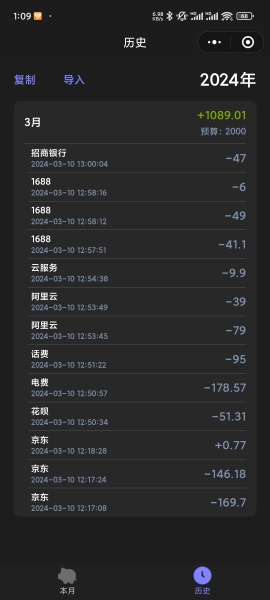 1:09
6.98 KB/s
60
历史
复制 导入 2024年
3月 +1089.01
预算: 2000
招商银行
2024-03-10 13:00:04 -47
1688
2024-03-10 12:58:16 -6
1688
2024-03-10 12:58:12 -49
1688
2024-03-10 12:57:51 -41.1
云服务
2024-03-10 12:54:38 -9.9
阿里云
2024-03-10 12:53:49 -39
阿里云
2024-03-10 12:53:45 -79
话费
2024-03-10 12:51:22 -95
电费
2024-03-10 12:50:57 -178.57
花呗
2024-03-10 12:50:34 -51.31
京东
2024-03-10 12:18:28 +0.77
京东
2024-03-10 12:17:24 -146.18
京东
2024-03-10 12:17:08 -169.7
本月 历史